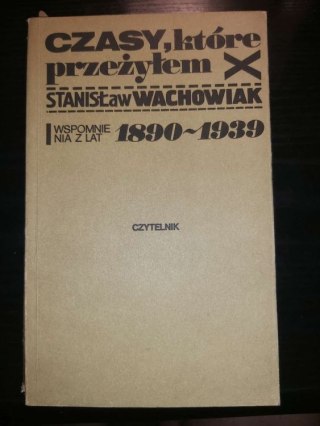 CZASY, które
przeżyłem X
STANISŁAW WACHOWIAK
WSPOMNIE
NIA Z LAT 1890~1939
CZYTELNIK